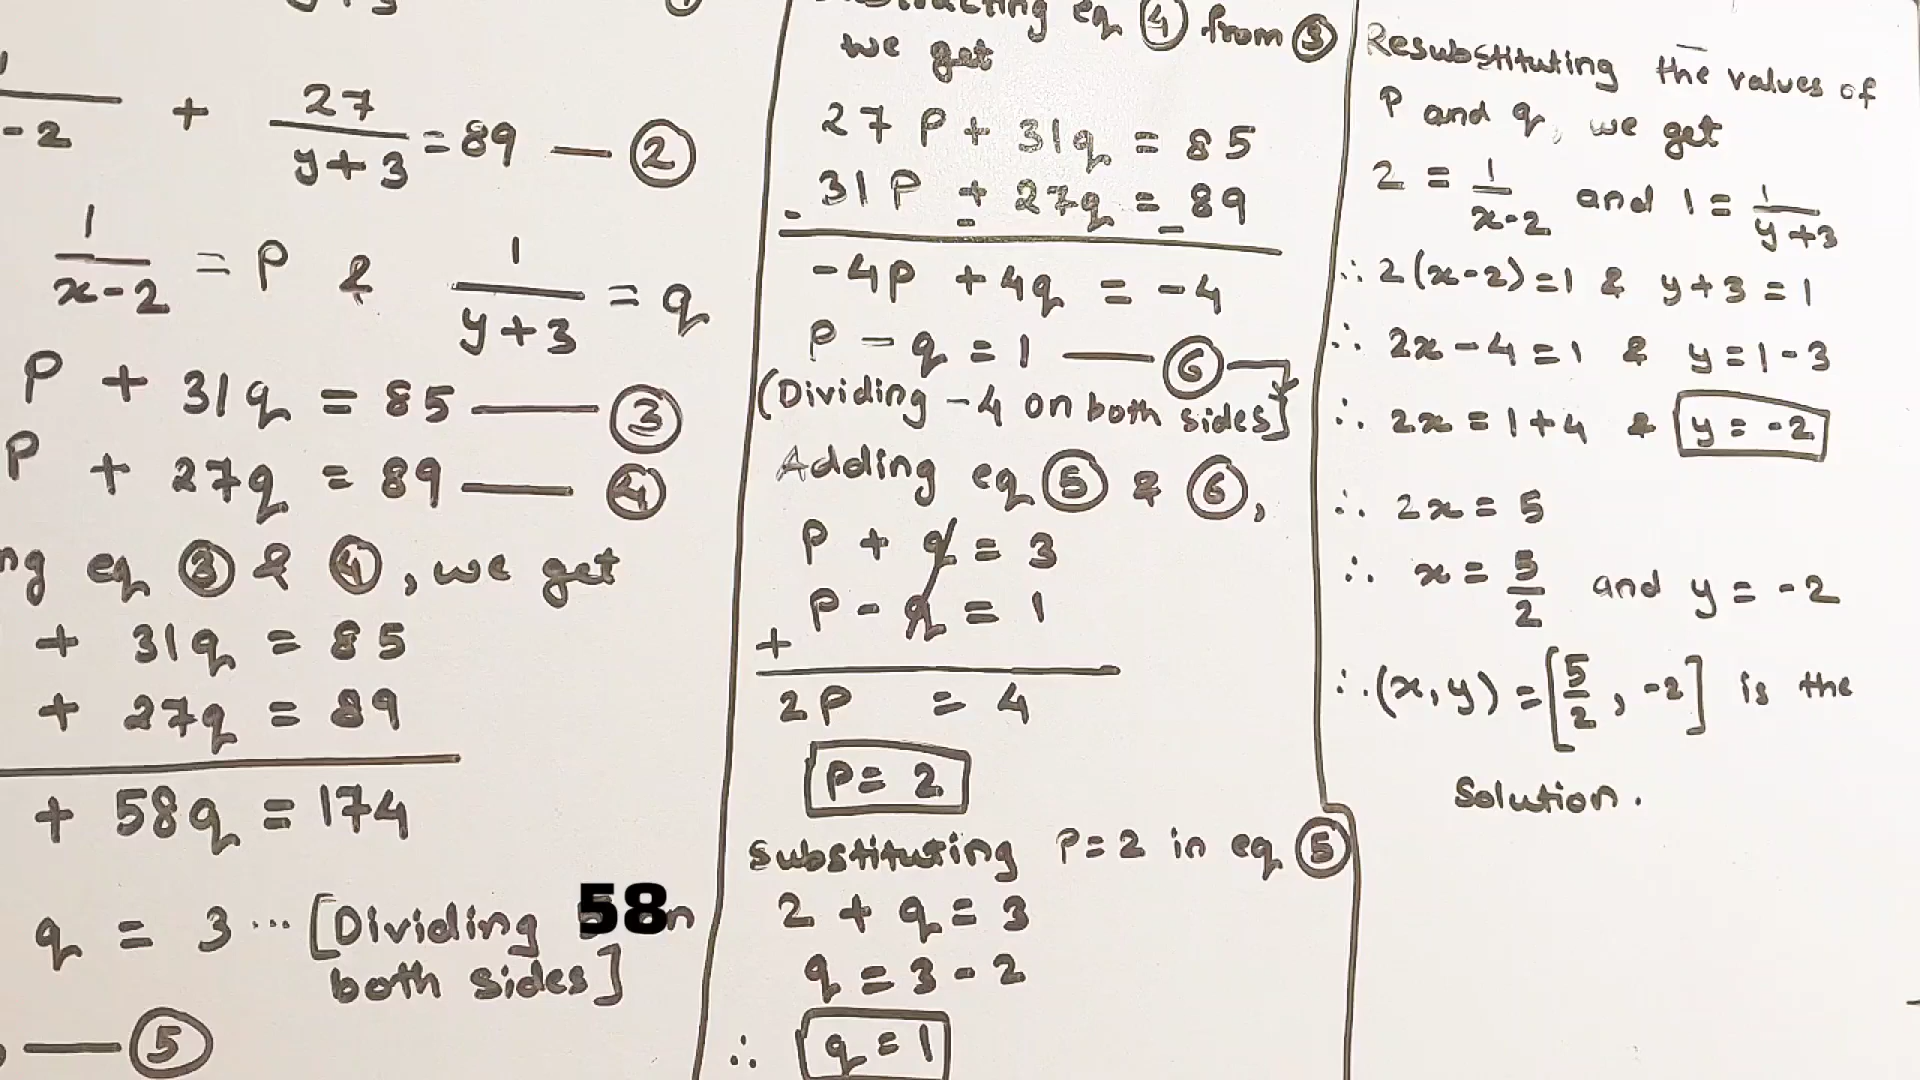 -2 + 27/(y+3) = 89 — ②
1/(x-2) = P & 1/(y+3) = q
P + 31q = 85 — ③
P + 27q = 89 — ④
eq ③ & ④, we get
+ 31q = 85
+ 27q = 89
+ 58q = 174
q = 3 ... [Dividing 58
both sides]
— ⑤
eq ④ from ③
we get
27P + 31q = 85
- 31P ± 27q = _ 89
-4P + 4q = -4
P - q = 1 — ⑥
(Dividing -4 on both sides]
Adding eq ⑤ & ⑥,
P + q = 3
+ P - q = 1
2P = 4
P = 2
Substituting P=2 in eq ⑤
2 + q = 3
q = 3 - 2
∴ q = 1
Resubstituting the values of
P and q, we get
2 = 1/(x-2) and 1 = 1/(y+3)
∴ 2(x-2)=1 & y+3=1
∴ 2x-4=1 & y=1-3
∴ 2x=1+4 & y=-2
∴ 2x=5
∴ x=5/2 and y=-2
∴ (x,y) = [5/2, -2] is the
Solution.